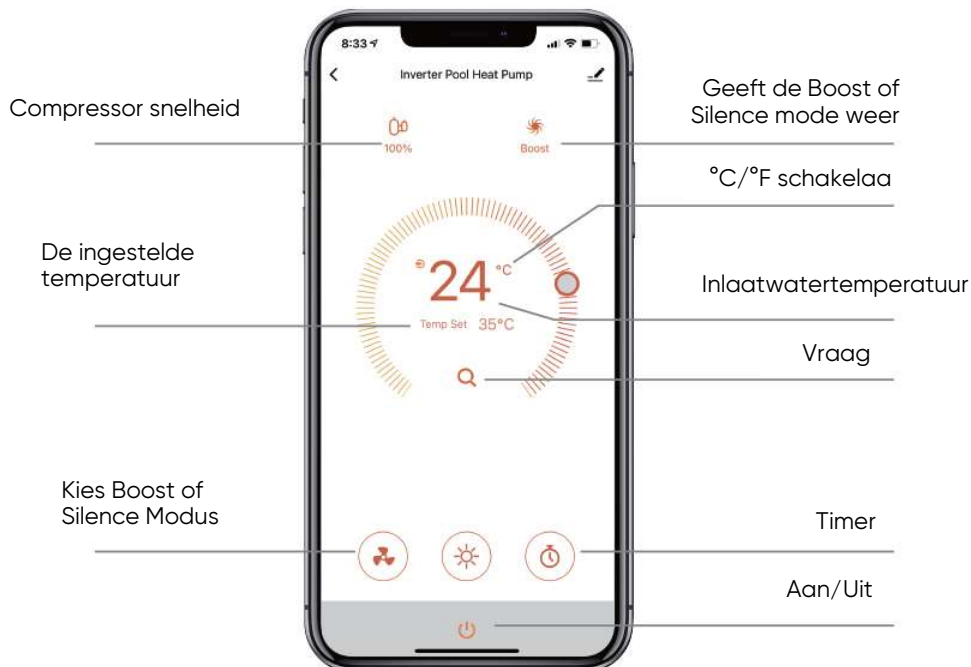 8:33
Inverter Pool Heat Pump
Compressor snelheid
Geeft de Boost of
Silence mode weer
100%
Boost
°C/°F schakelaa
De ingestelde
temperatuur
24 °C
Inlaatwatertemperatuur
Temp Set 35°C
Vraag
Kies Boost of
Silence Modus
Timer
Aan/Uit